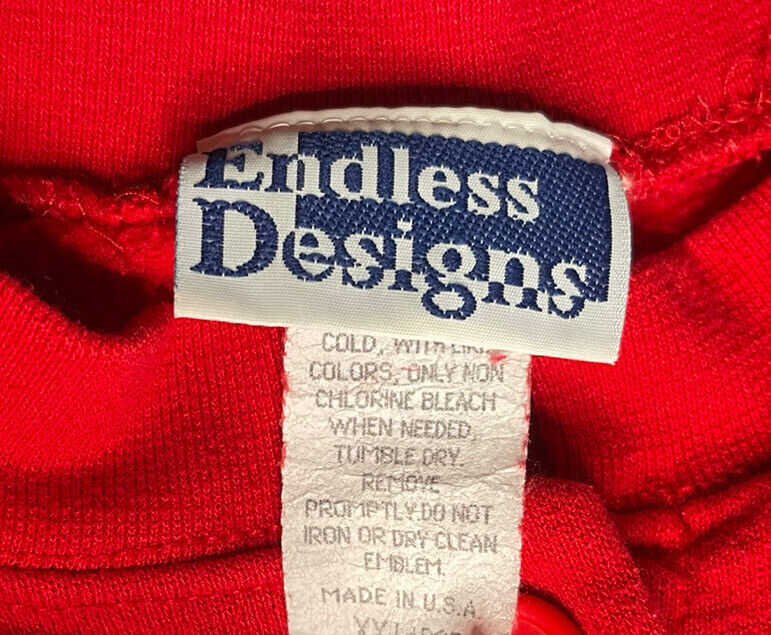 Endless
Designs
COLD, WITH LIKE
COLORS, ONLY NON
CHLORINE BLEACH
WHEN NEEDED,
TUMBLE DRY.
REMOVE
PROMPTLY.DO NOT
IRON OR DRY CLEAN
EMBLEM.
MADE IN U.S.A